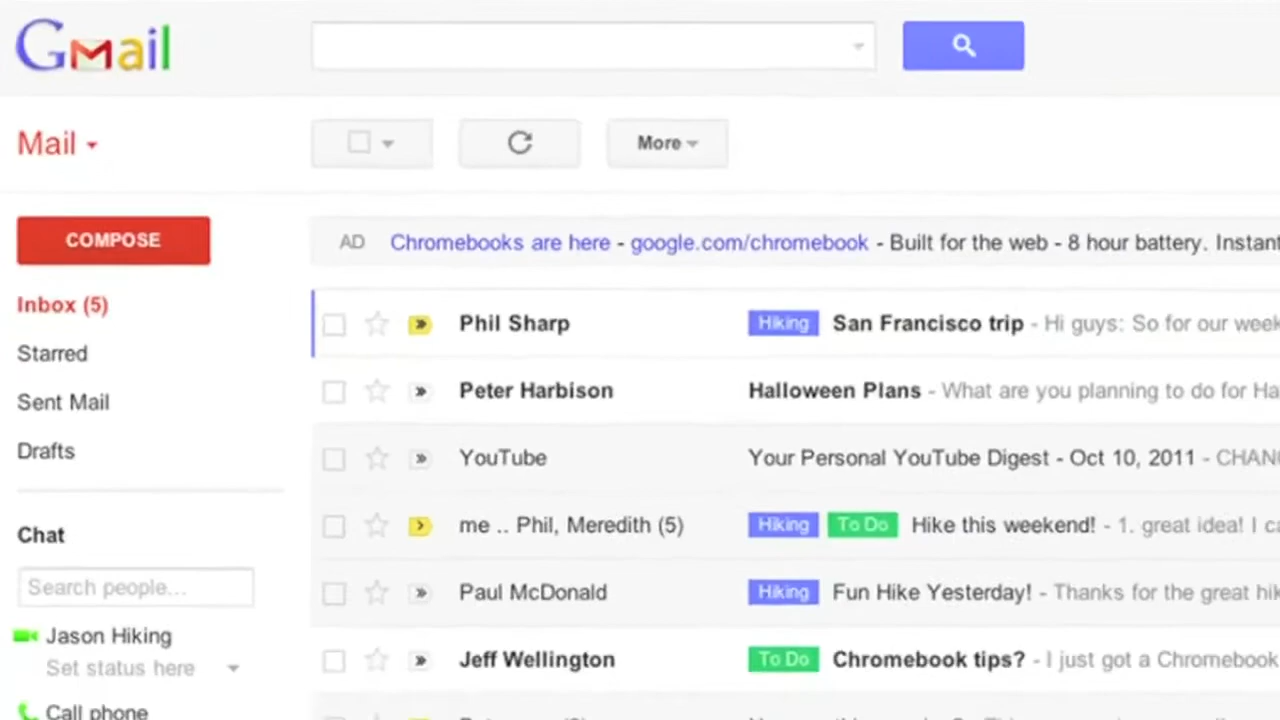 Gmail
Mail
More
COMPOSE
AD Chromebooks are here - google.com/chromebook - Built for the web - 8 hour battery. Instant
Inbox (5)
Starred
Sent Mail
Drafts
Phil Sharp Hiking San Francisco trip - Hi guys: So for our week
Peter Harbison Halloween Plans - What are you planning to do for Ha
YouTube Your Personal YouTube Digest - Oct 10, 2011 - CHAN
me .. Phil, Meredith (5) Hiking To Do Hike this weekend! - 1. great idea! I ca
Paul McDonald Hiking Fun Hike Yesterday! - Thanks for the great hik
Jeff Wellington To Do Chromebook tips? - I just got a Chromebook
Chat
Search people...
Jason Hiking
Set status here
Call phone